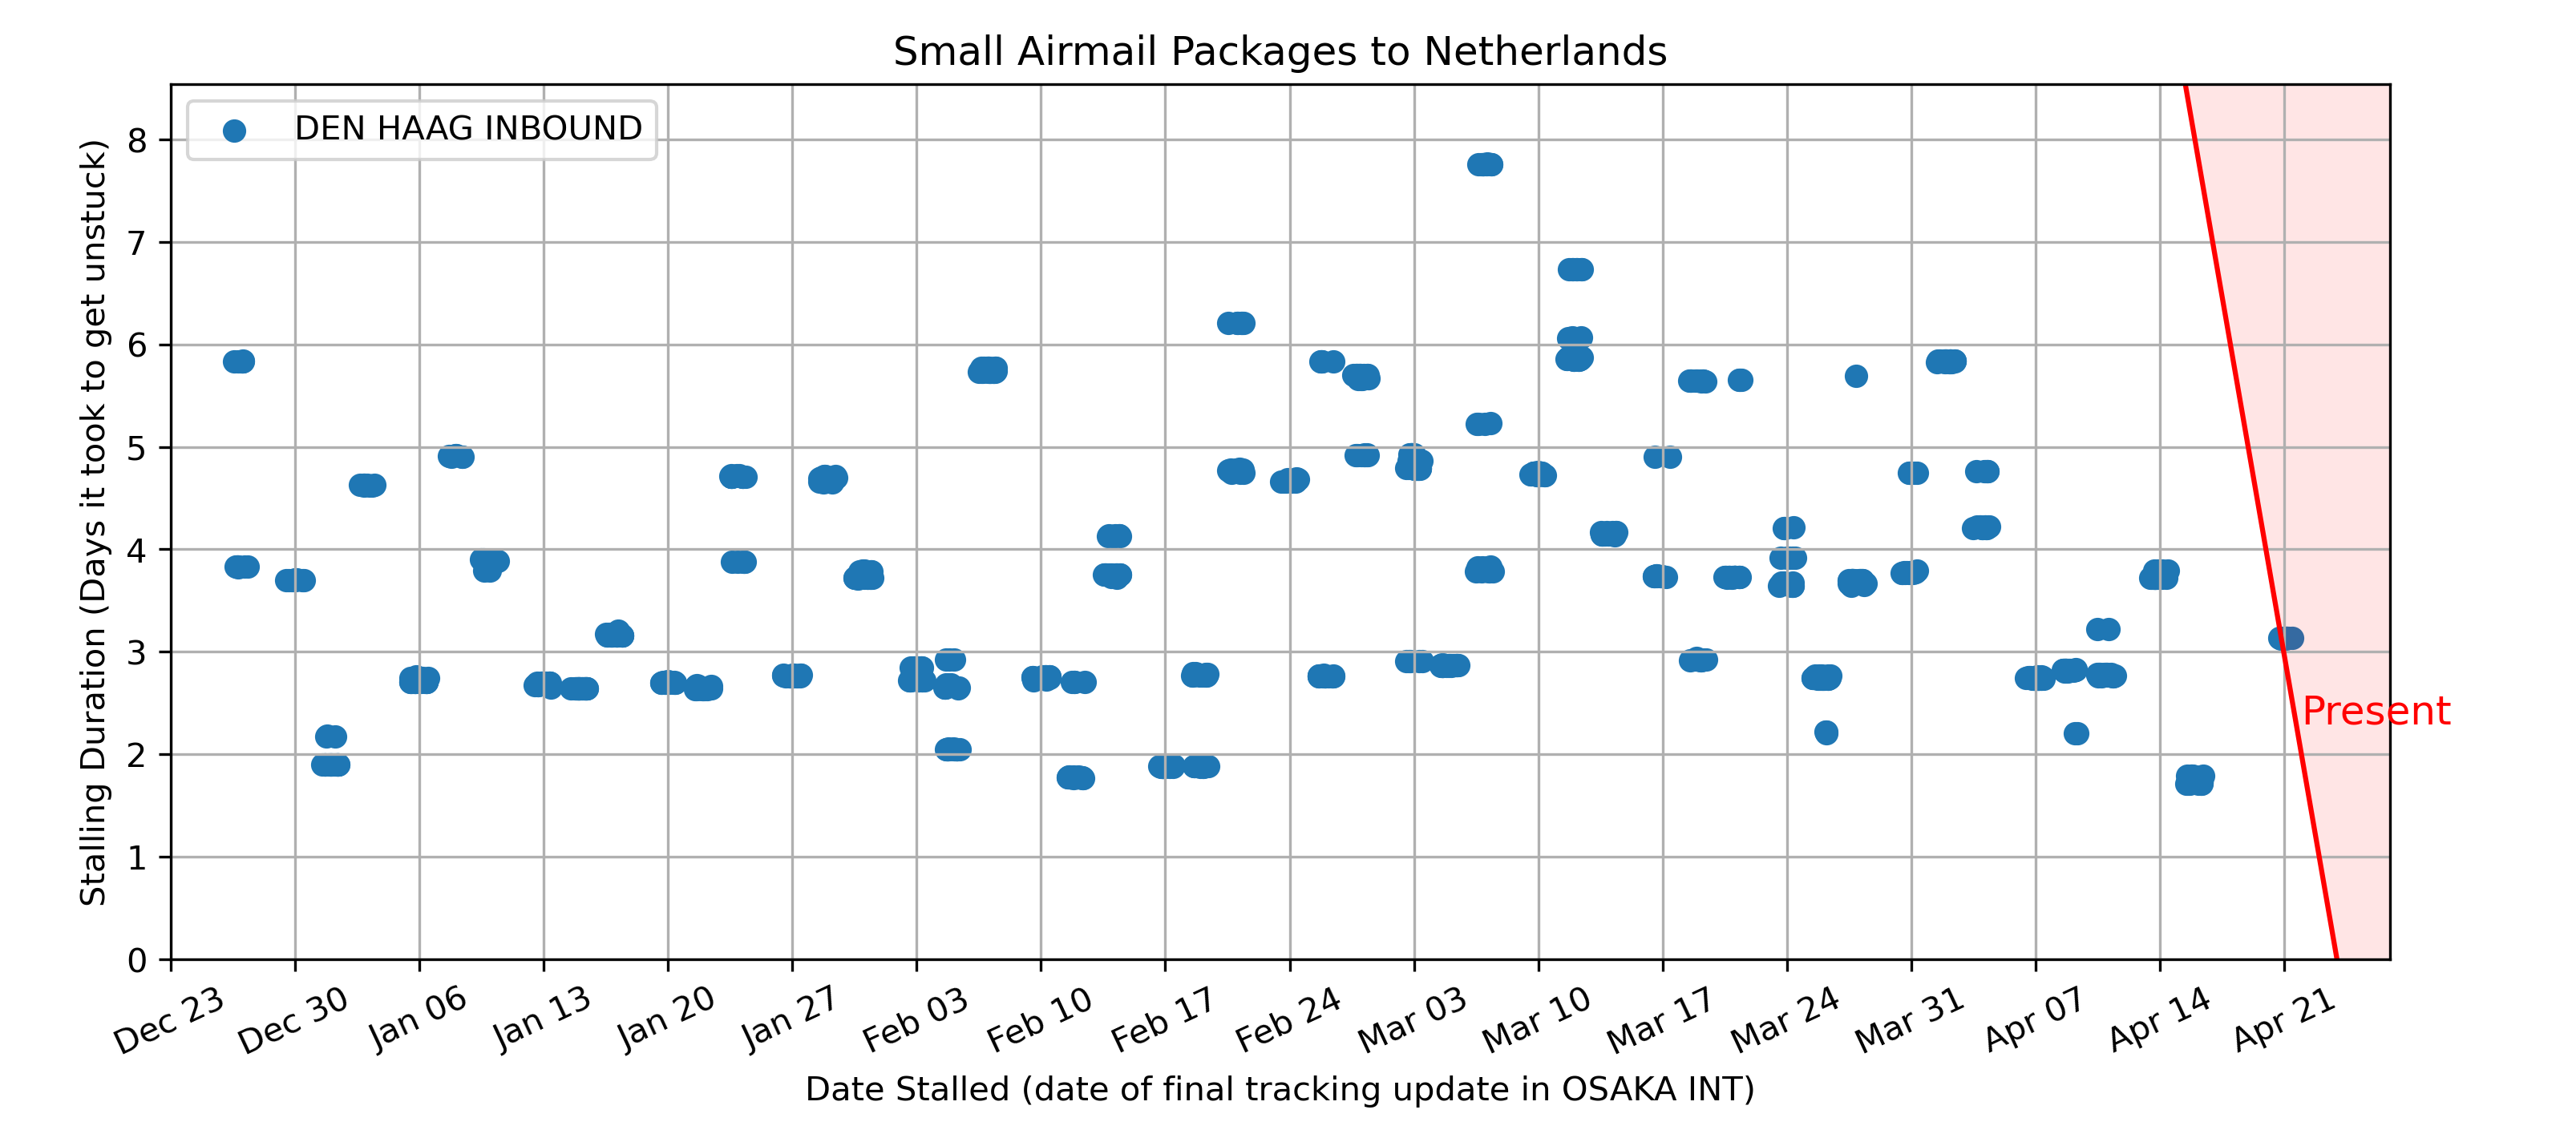 Small Airmail Packages to Netherlands
DEN HAAG INBOUND
Stalling Duration (Days it took to get unstuck)
8
7
6
5
4
3
2
1
0
Present
Dec 23
Dec 30
Jan 06
Jan 13
Jan 20
Jan 27
Feb 03
Feb 10
Feb 17
Feb 24
Mar 03
Mar 10
Mar 17
Mar 24
Mar 31
Apr 07
Apr 14
Apr 21
Date Stalled (date of final tracking update in OSAKA INT)